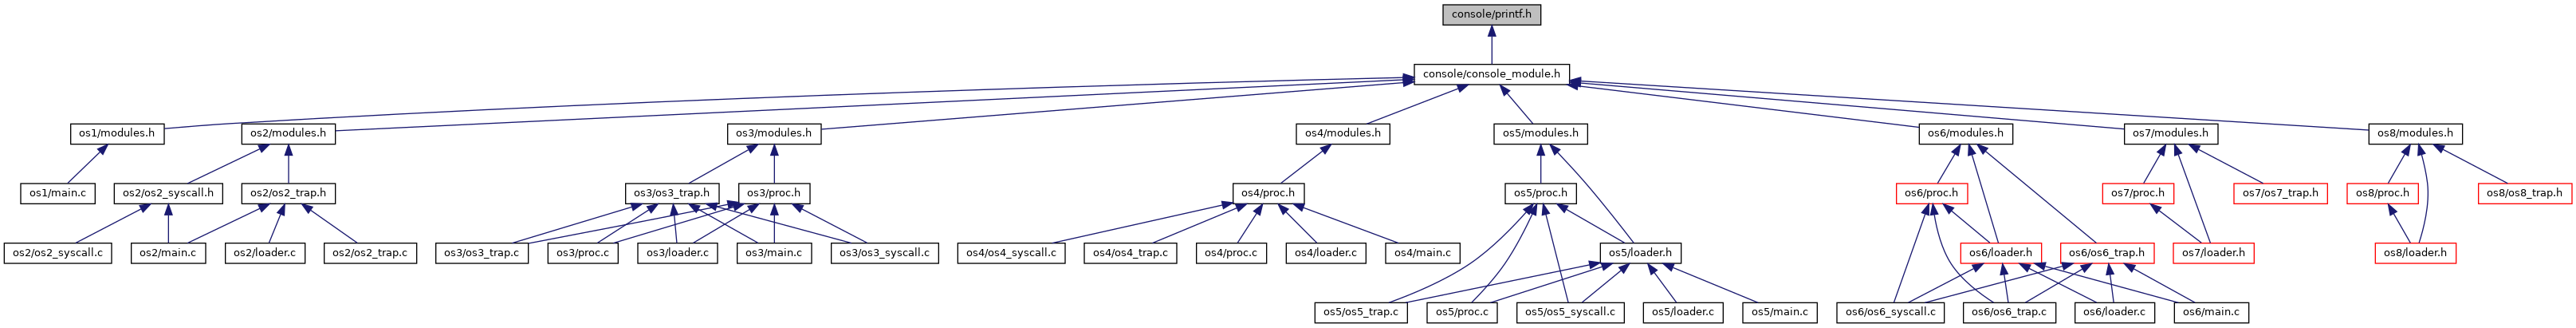 console/printf.h
console/console_module.h
os1/modules.h
os2/modules.h
os3/modules.h
os4/modules.h
os5/modules.h
os6/modules.h
os7/modules.h
os8/modules.h
os1/main.c
os2/os2_syscall.h
os2/os2_trap.h
os3/os3_trap.h
os3/proc.h
os4/proc.h
os5/proc.h
os6/proc.h
os7/proc.h
os7/os7_trap.h
os8/proc.h
os8/os8_trap.h
os2/os2_syscall.c
os2/main.c
os2/loader.c
os2/os2_trap.c
os3/os3_trap.c
os3/proc.c
os3/loader.c
os3/main.c
os3/os3_syscall.c
os4/os4_syscall.c
os4/os4_trap.c
os4/proc.c
os4/loader.c
os4/main.c
os5/loader.h
os6/loader.h
os6/os6_trap.h
os7/loader.h
os8/loader.h
os5/os5_trap.c
os5/proc.c
os5/os5_syscall.c
os5/loader.c
os5/main.c
os6/os6_syscall.c
os6/os6_trap.c
os6/loader.c
os6/main.c